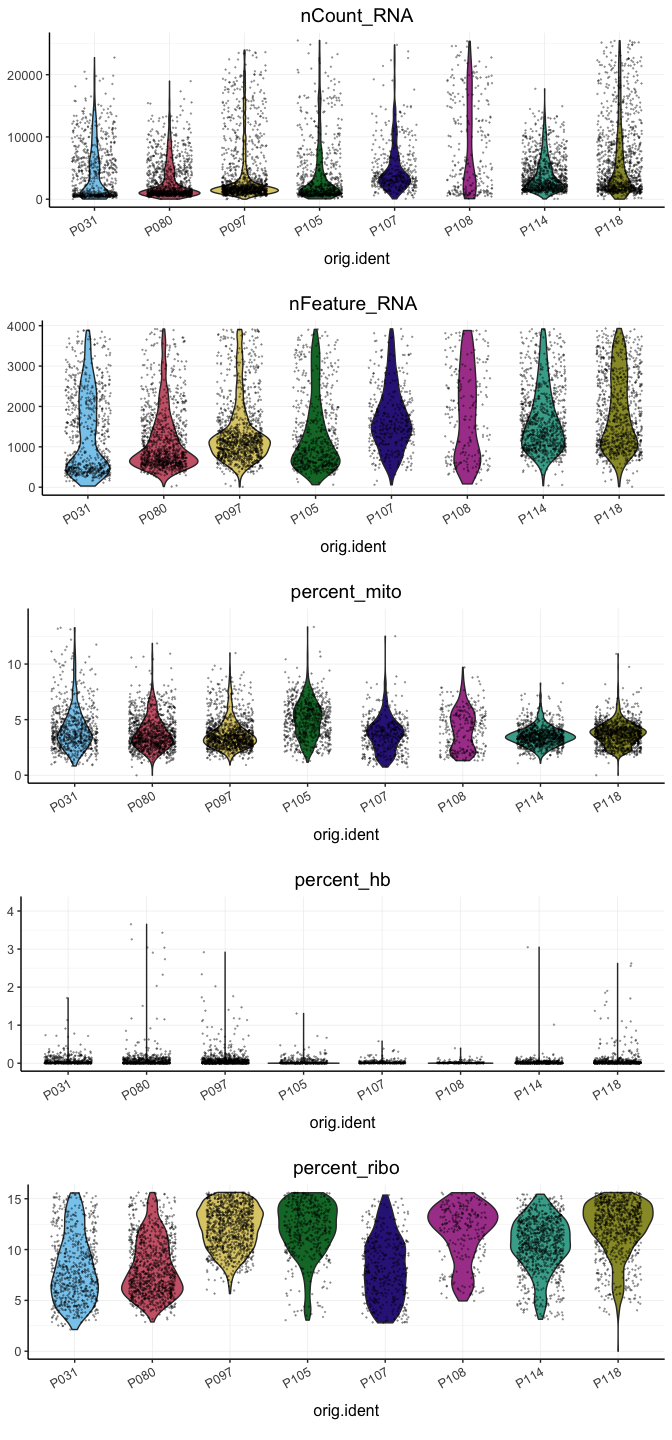 nCount_RNA
20000
10000
0
P031 P080 P097 P105 P107 P108 P114 P118
orig.ident
nFeature_RNA
4000
3000
2000
1000
0
P031 P080 P097 P105 P107 P108 P114 P118
orig.ident
percent_mito
10
5
0
P031 P080 P097 P105 P107 P108 P114 P118
orig.ident
percent_hb
4
3
2
1
0
P031 P080 P097 P105 P107 P108 P114 P118
orig.ident
percent_ribo
15
10
5
0
P031 P080 P097 P105 P107 P108 P114 P118
orig.ident